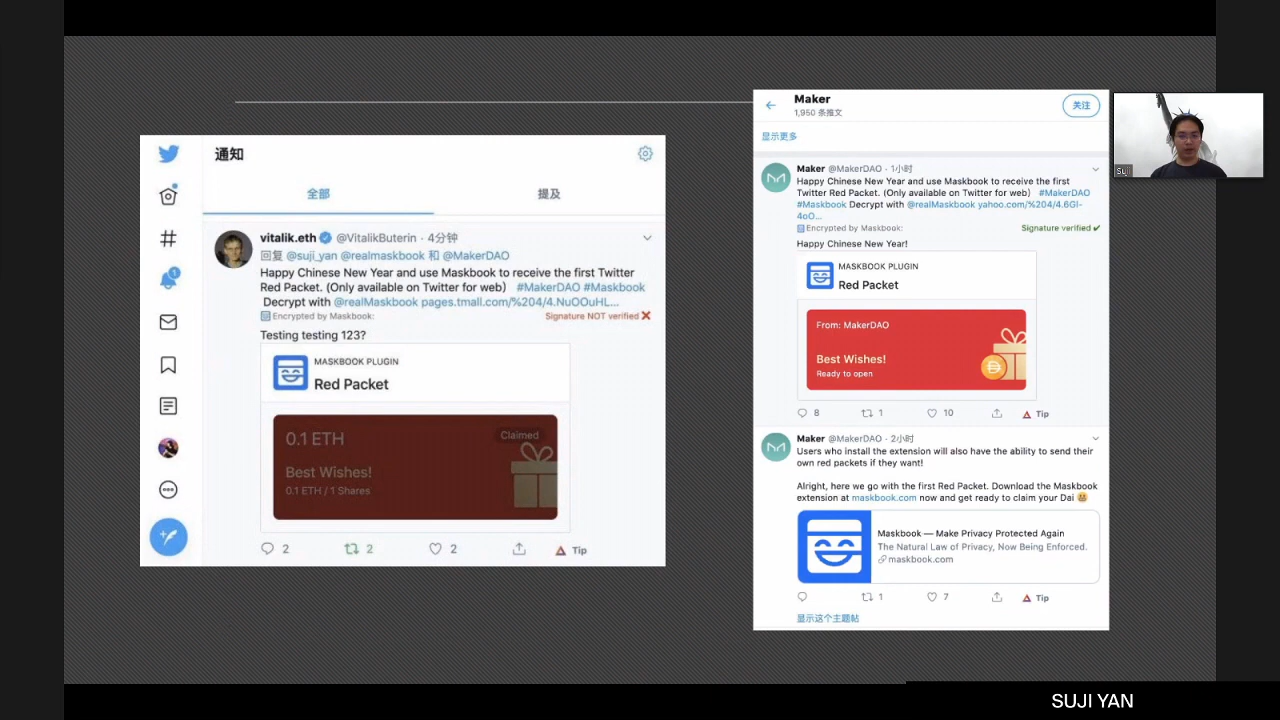 通知
全部
提及
1
vitalik.eth @VitalikButerin · 4分钟
回复 @suji_yan @realmaskbook 和 @MakerDAO
Happy Chinese New Year and use Maskbook to receive the first Twitter
Red Packet. (Only available on Twitter for web) #MakerDAO #Maskbook
Decrypt with @realMaskbook pages.tmall.com/%204/4.NuOOuHL...
Encrypted by Maskbook:
Signature NOT verified ❌
Testing testing 123?
MASKBOOK PLUGIN
Red Packet
0.1 ETH
Claimed
Best Wishes!
0.1 ETH / 1 Shares
2
2
2
Tip
Maker
1,950 条推文
关注
显示更多
Maker @MakerDAO · 1小时
Happy Chinese New Year and use Maskbook to receive the first
Twitter Red Packet. (Only available on Twitter for web) #MakerDAO
#Maskbook Decrypt with @realMaskbook yahoo.com/%204/4.6GI-
4oO...
Encrypted by Maskbook:
Signature verified ✔
Happy Chinese New Year!
MASKBOOK PLUGIN
Red Packet
From: MakerDAO
Best Wishes!
Ready to open
8
1
10
Tip
Maker @MakerDAO · 2小时
Users who install the extension will also have the ability to send their
own red packets if they want!
Alright, here we go with the first Red Packet. Download the Maskbook
extension at maskbook.com now and get ready to claim your Dai
Maskbook — Make Privacy Protected Again
The Natural Law of Privacy, Now Being Enforced.
maskbook.com
1
7
Tip
显示这个主题帖
Suji
SUJI YAN